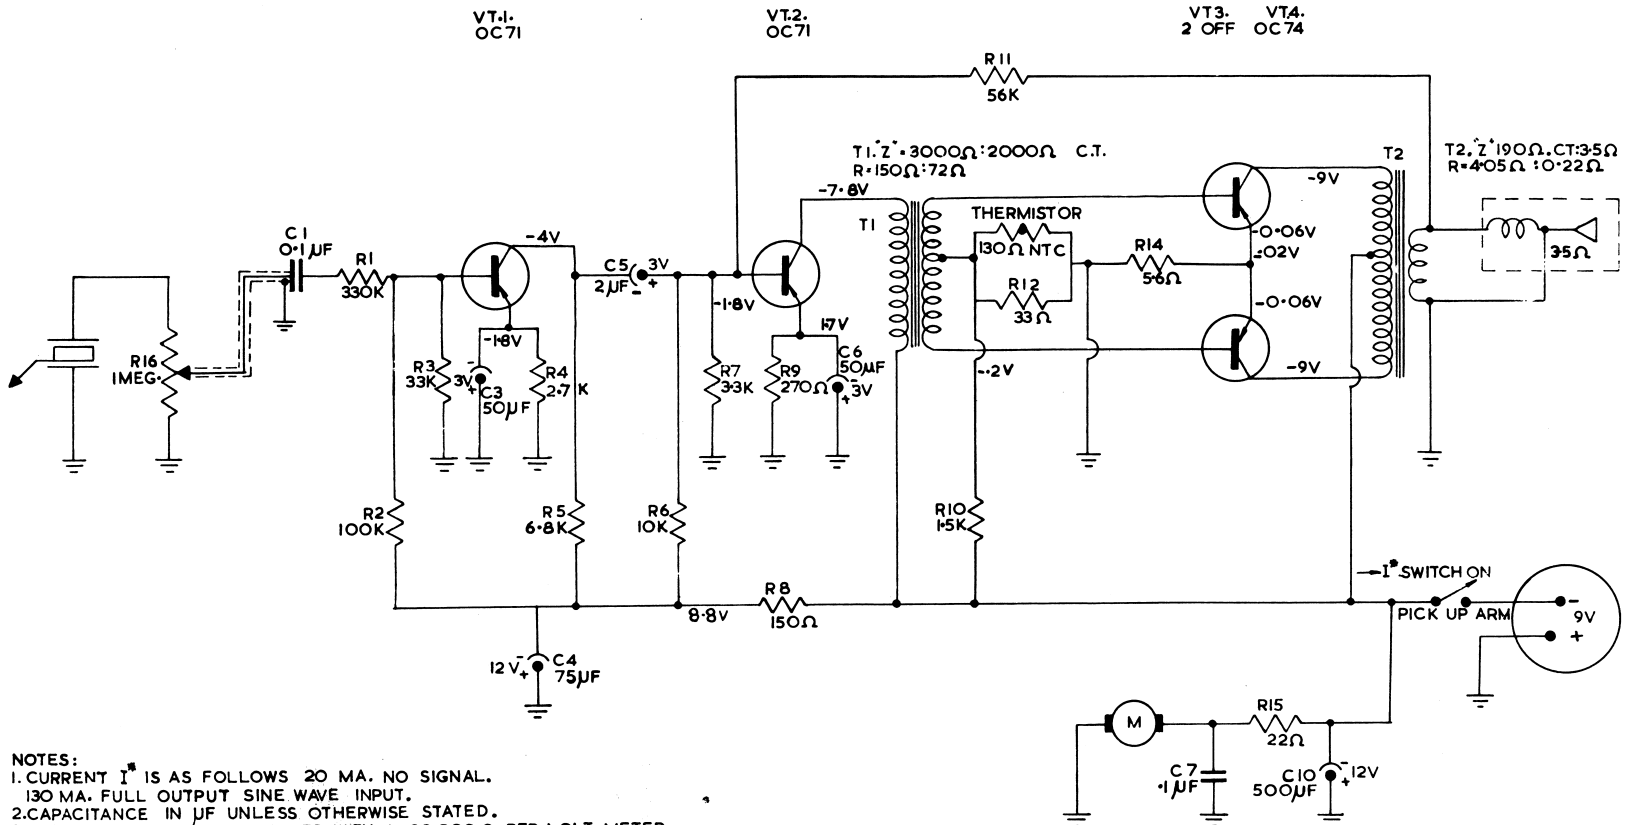 VT.1.
OC71
VT.2.
OC71
VT3. VT.4.
2 OFF OC74
R11
56K
T1."Z"=3000Ω:2000Ω C.T.
R=150Ω:72Ω
T2
T2."Z"190Ω.CT:3·5Ω
R=4·05Ω:0·22Ω
-9V
-7·8V
T1
THERMISTOR
130Ω NTC
-0·06V
-·02V
R14
5·6Ω
3·5Ω
C1
0·1µF
R1
330K
-4V
C5
2µF
3V
-
+
-1·8V
R12
33Ω
-0·06V
-1·8V
1·7V
R16
1MEG.
R3
33K
-
3V
+
C3
50µF
R4
2·7K
R7
3·3K
R9
270Ω
C6
50µF
-
+
3V
-·2V
-9V
R2
100K
R5
6·8K
R6
10K
R10
1·5K
I* SWITCH ON
PICK UP ARM
-
9V
+
8·8V
R8
150Ω
12V
-
+
C4
75µF
M
R15
22Ω
C7
·1µF
C10
500µF
-
+
12V
NOTES:
1. CURRENT I* IS AS FOLLOWS 20 MA. NO SIGNAL.
130 MA. FULL OUTPUT SINE WAVE INPUT.
2.CAPACITANCE IN µF UNLESS OTHERWISE STATED.